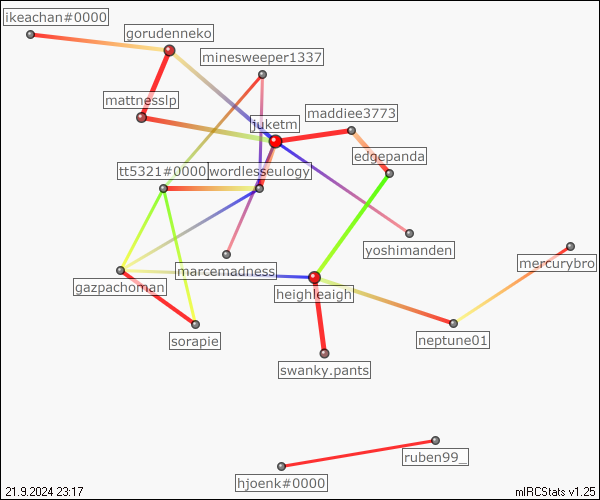 ikeachan#0000
gorudenneko
minesweeper1337
mattnesslp
maddiee3773
juketm
edgepanda
tt5321#0000
wordlesseulogy
yoshimanden
mercurybro
marcemadness
gazpachoman
heighleaigh
sorapie
neptune01
swanky.pants
ruben99_
hjoenk#0000
21.9.2024 23:17
mIRCStats v1.25